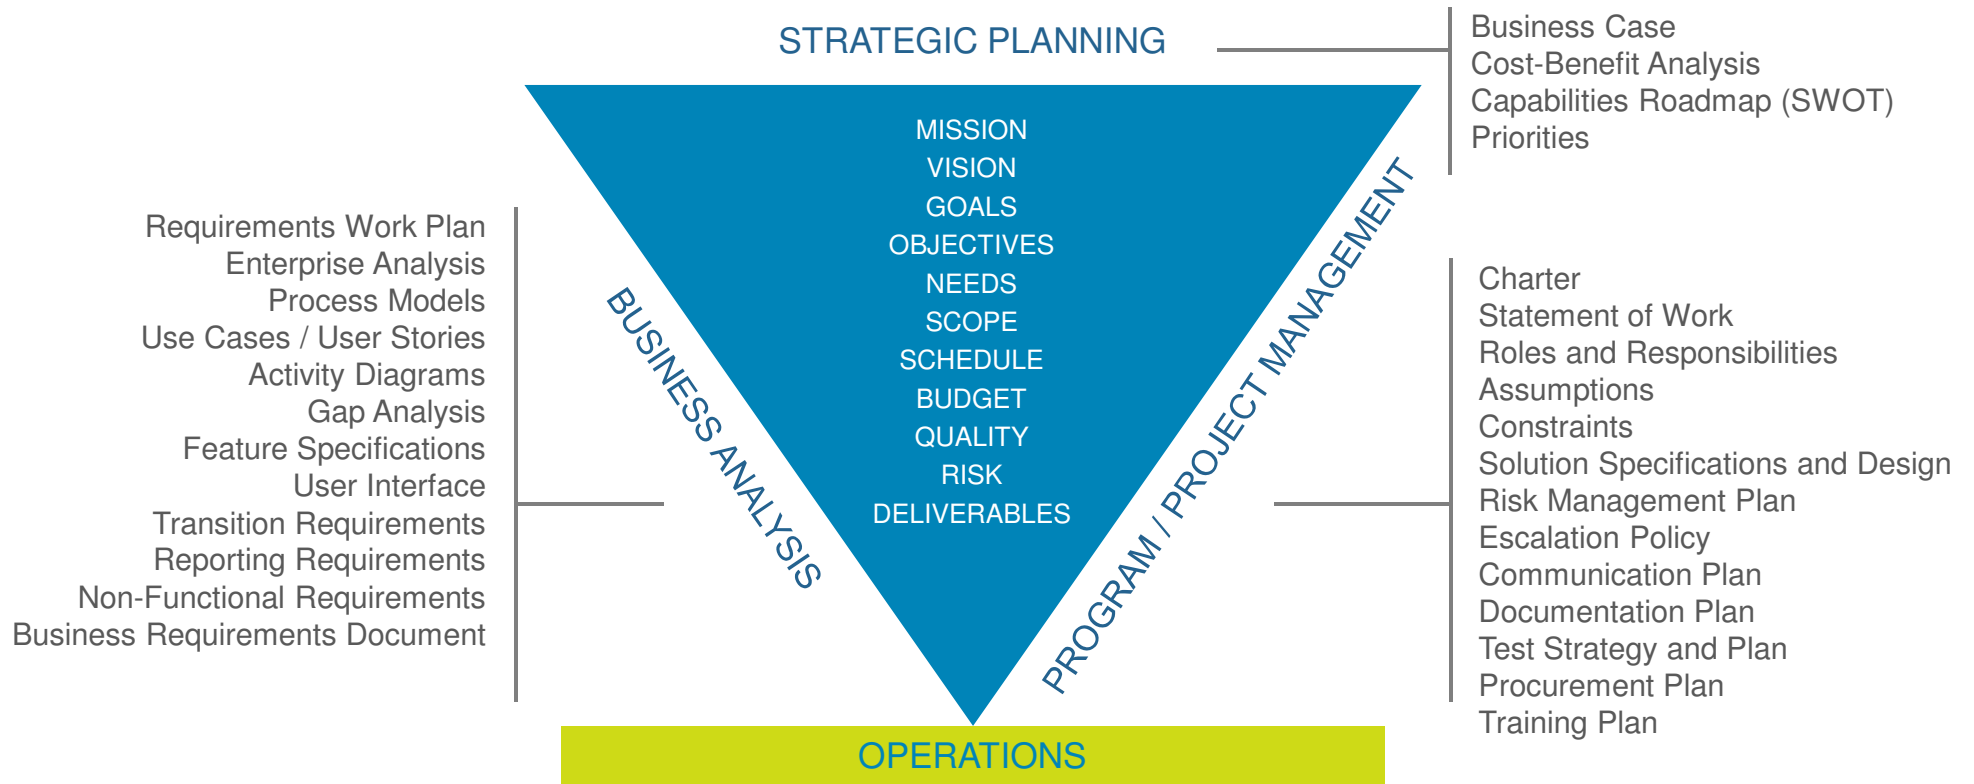 STRATEGIC PLANNING
Business Case
Cost-Benefit Analysis
Capabilities Roadmap (SWOT)
Priorities
MISSION
VISION
GOALS
OBJECTIVES
NEEDS
SCOPE
SCHEDULE
BUDGET
QUALITY
RISK
DELIVERABLES
Requirements Work Plan
Enterprise Analysis
Process Models
Use Cases / User Stories
Activity Diagrams
Gap Analysis
Feature Specifications
User Interface
Transition Requirements
Reporting Requirements
Non-Functional Requirements
Business Requirements Document
BUSINESS ANALYSIS
PROGRAM / PROJECT MANAGEMENT
Charter
Statement of Work
Roles and Responsibilities
Assumptions
Constraints
Solution Specifications and Design
Risk Management Plan
Escalation Policy
Communication Plan
Documentation Plan
Test Strategy and Plan
Procurement Plan
Training Plan
OPERATIONS